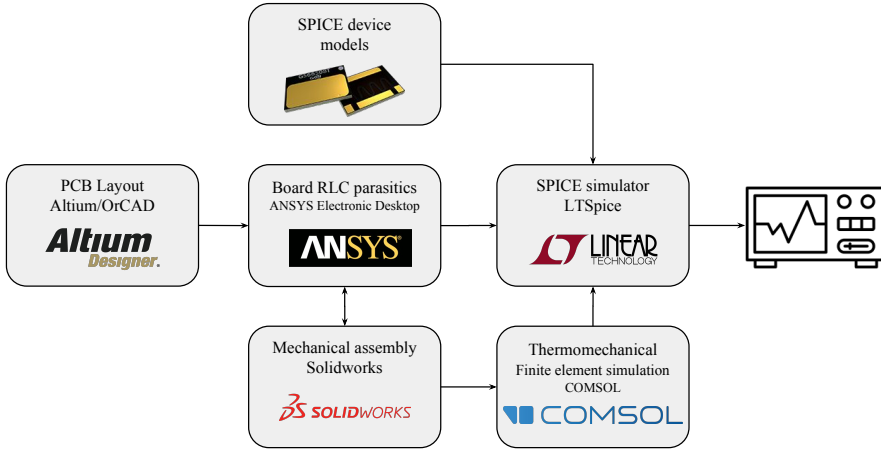 SPICE device
models
PCB Layout
Altium/OrCAD
Altium
Designer.
Board RLC parasitics
ANSYS Electronic Desktop
ANSYS®
SPICE simulator
LTSpice
LINEAR
TECHNOLOGY
Mechanical assembly
Solidworks
SOLIDWORKS
Thermomechanical
Finite element simulation
COMSOL
COMSOL